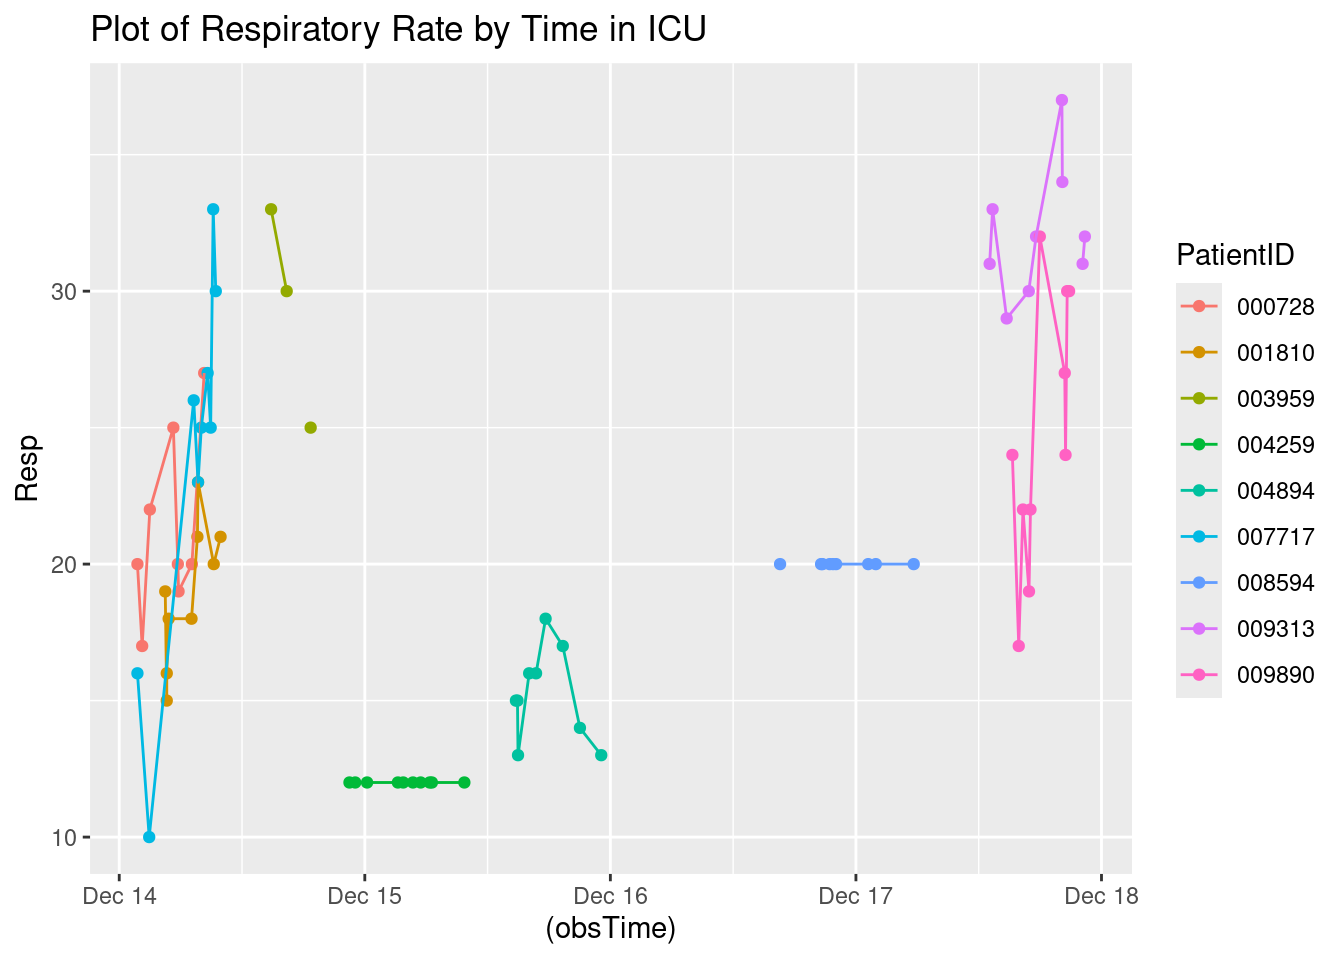 Plot of Respiratory Rate by Time in ICU
Resp
30
20
10
Dec 14
Dec 15
Dec 16
Dec 17
Dec 18
(obsTime)
PatientID
000728
001810
003959
004259
004894
007717
008594
009313
009890